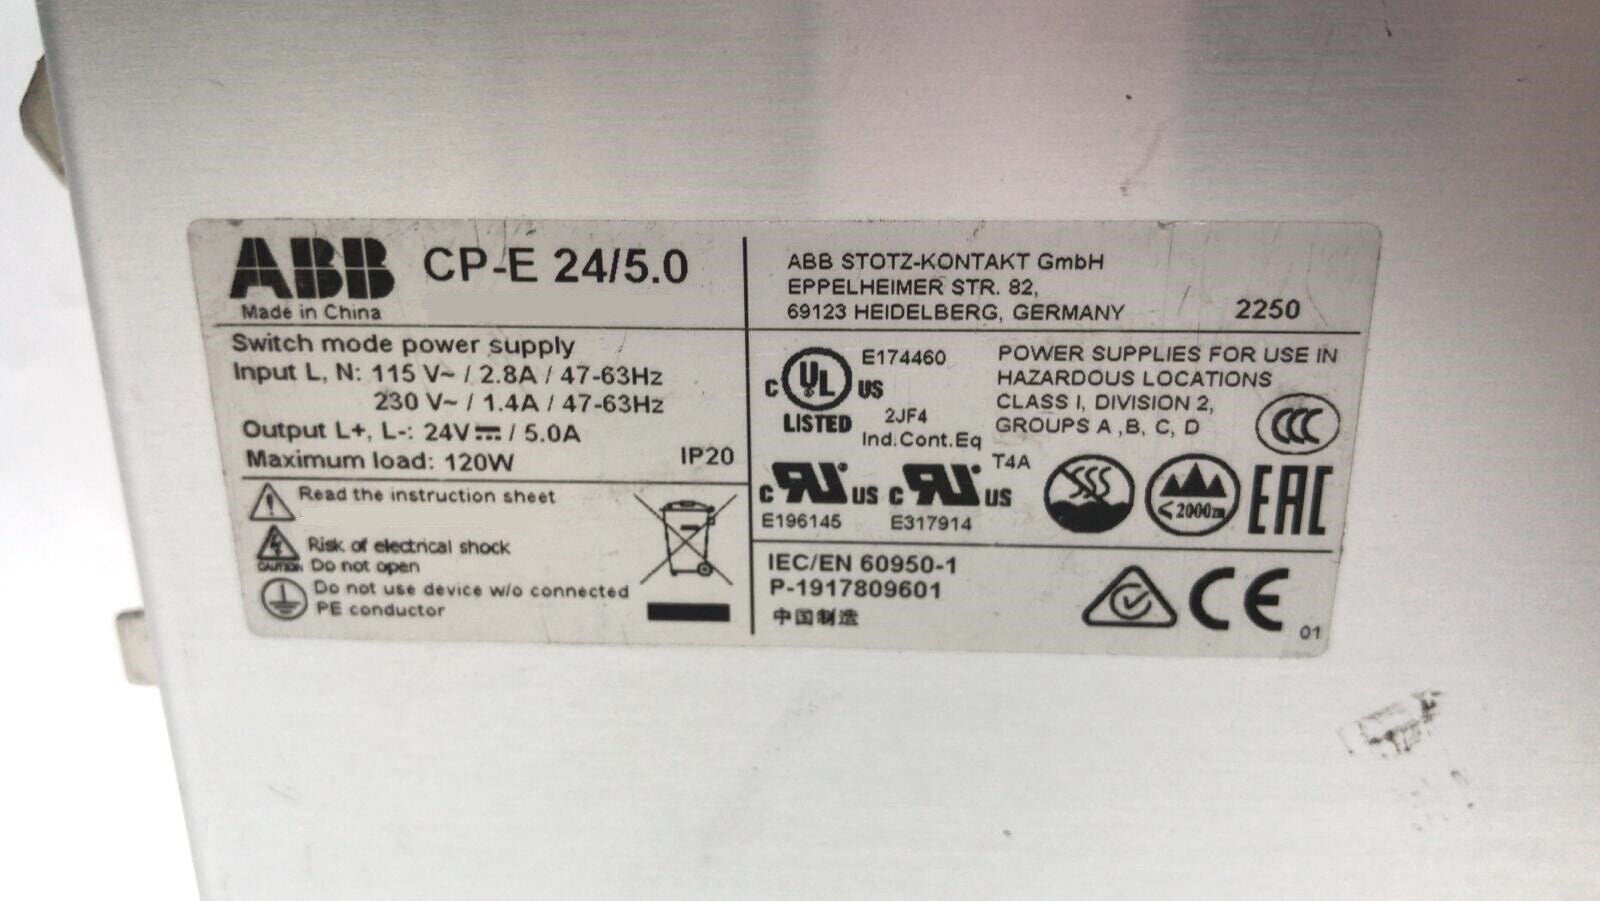 ABB CP-E 24/5.0
Made in China
Switch mode power supply
Input L, N: 115 V~ / 2.8A / 47-63Hz
230 V~ / 1.4A / 47-63Hz
Output L+, L-: 24V⎓ / 5.0A
Maximum load: 120W
IP20
Read the instruction sheet
Risk of electrical shock
CAUTION Do not open
Do not use device w/o connected
PE conductor
ABB STOTZ-KONTAKT GmbH
EPPELHEIMER STR. 82,
69123 HEIDELBERG, GERMANY
2250
C UL US
LISTED
E174460
2JF4
Ind.Cont.Eq
POWER SUPPLIES FOR USE IN
HAZARDOUS LOCATIONS
CLASS I, DIVISION 2,
GROUPS A ,B, C, D
T4A
CCC
c RU US
E196145
c RU US
E317914
<2000m
EAC
IEC/EN 60950-1
P-1917809601
中国制造
CE
01